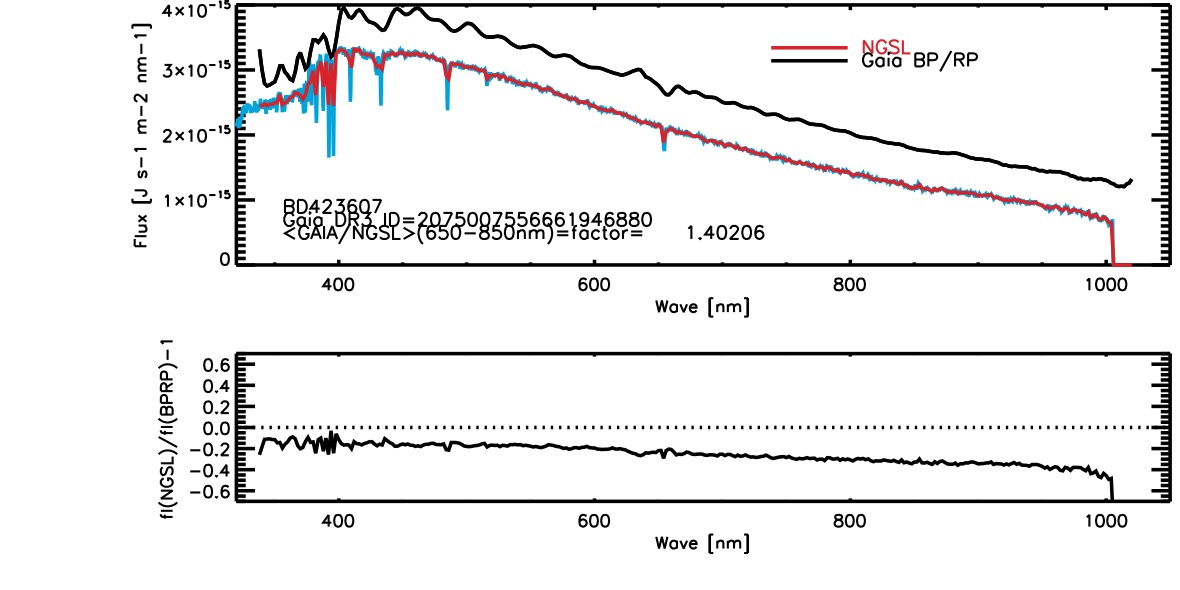 4×10⁻¹⁵
3×10⁻¹⁵
2×10⁻¹⁵
1×10⁻¹⁵
0
Flux [J s−1 m−2 nm−1]
NGSL
Gaia BP/RP
BD423607
Gaia DR3 ID=2075007556661946880
<GAIA/NGSL>(650−850nm)=factor= 1.40206
400 600 800 1000
Wave [nm]
fl(NGSL)/fl(BPRP)−1
0.6
0.4
0.2
0.0
−0.2
−0.4
−0.6
400 600 800 1000
Wave [nm]